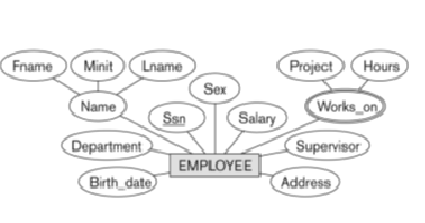 Fname Minit Lname Project Hours
Sex
Name Works_on
Ssn Salary
Department Supervisor
EMPLOYEE
Birth_date Address